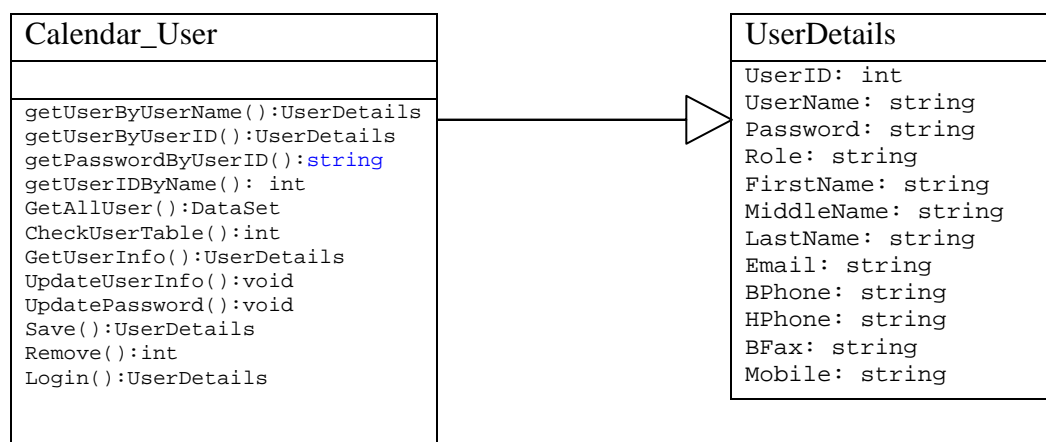 Calendar_User
getUserByUserName():UserDetails
getUserByUserID():UserDetails
getPasswordByUserID():string
getUserIDByName(): int
GetAllUser():DataSet
CheckUserTable():int
GetUserInfo():UserDetails
UpdateUserInfo():void
UpdatePassword():void
Save():UserDetails
Remove():int
Login():UserDetails
UserDetails
UserID: int
UserName: string
Password: string
Role: string
FirstName: string
MiddleName: string
LastName: string
Email: string
BPhone: string
HPhone: string
BFax: string
Mobile: string